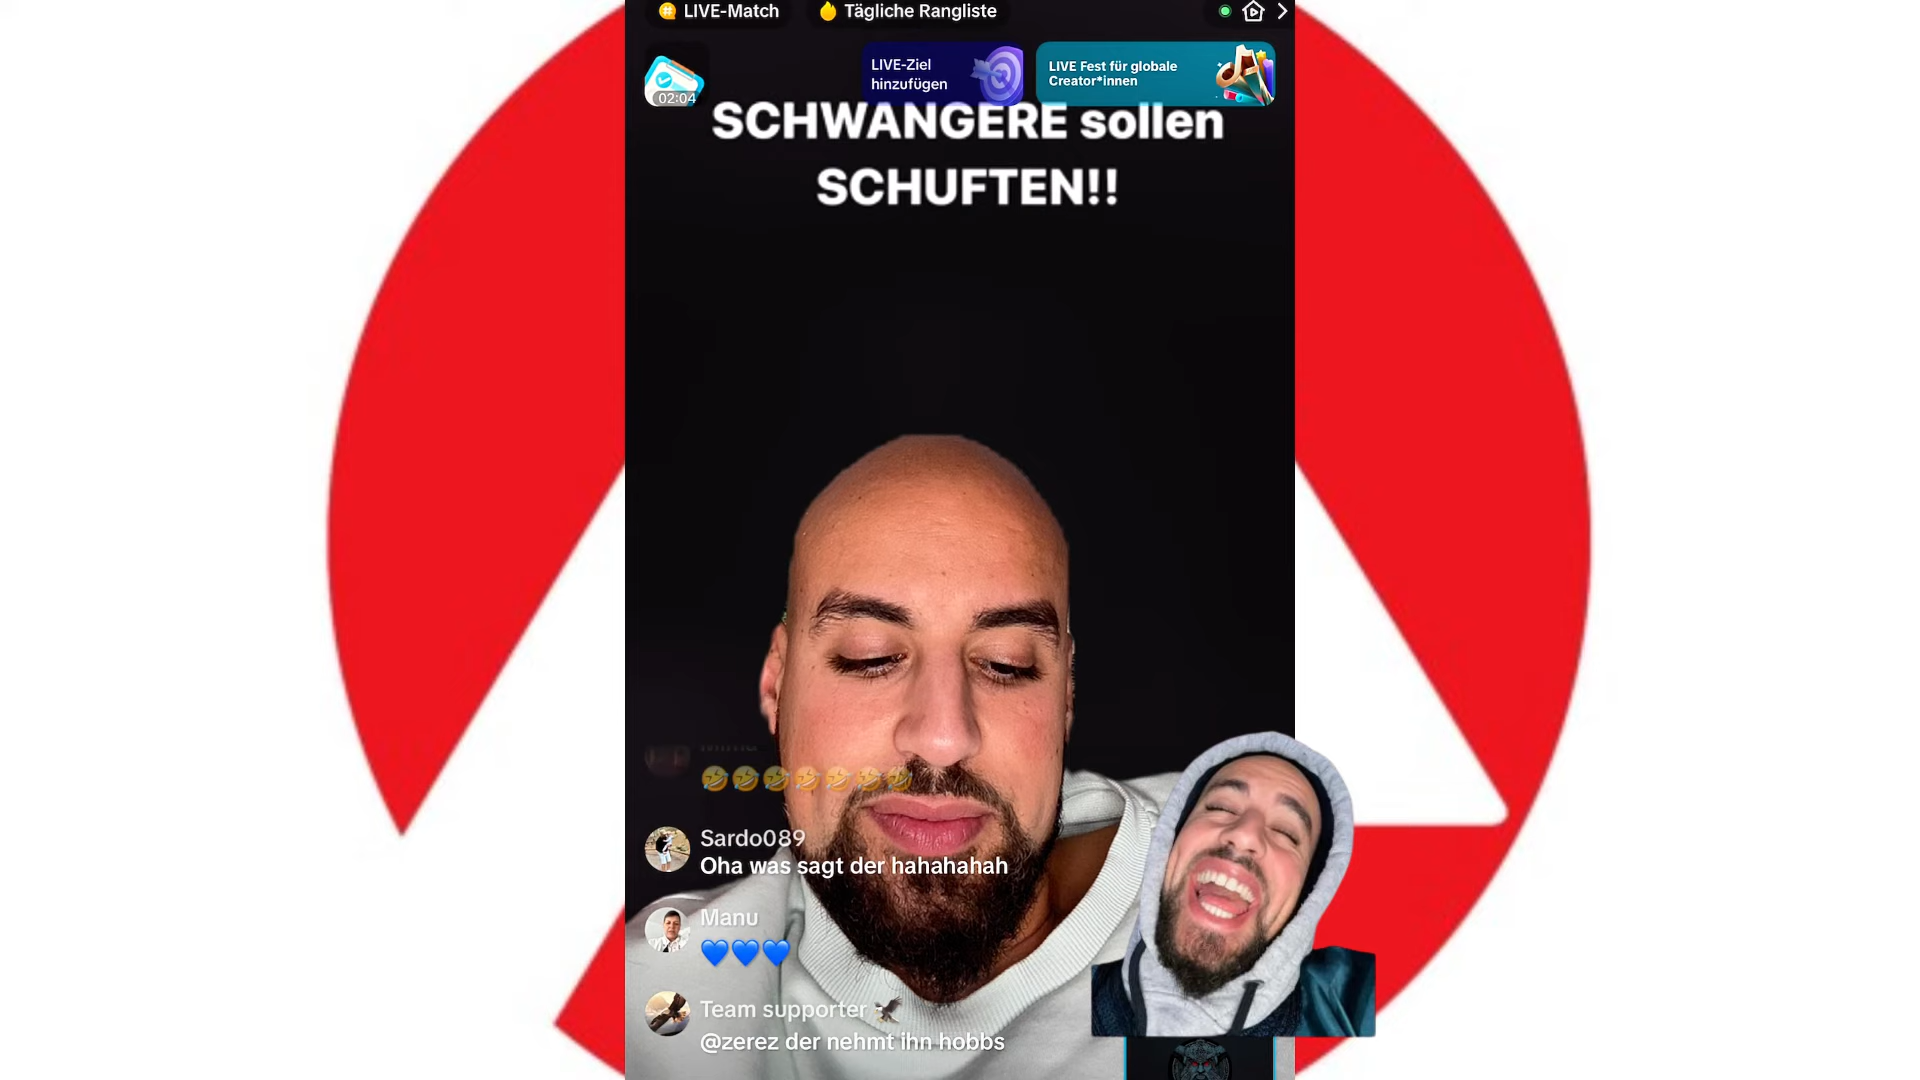 LIVE-Match
Tägliche Rangliste
02:04
LIVE-Ziel
hinzufügen
LIVE Fest für globale
Creator*innen
SCHWANGERE sollen
SCHUFTEN!!
🤣🤣🤣🤣🤣🤣🤣
Sardo089
Oha was sagt der hahahahah
Manu
💙💙💙
Team supporter 🦅
@zerez der nehmt ihn hobbs